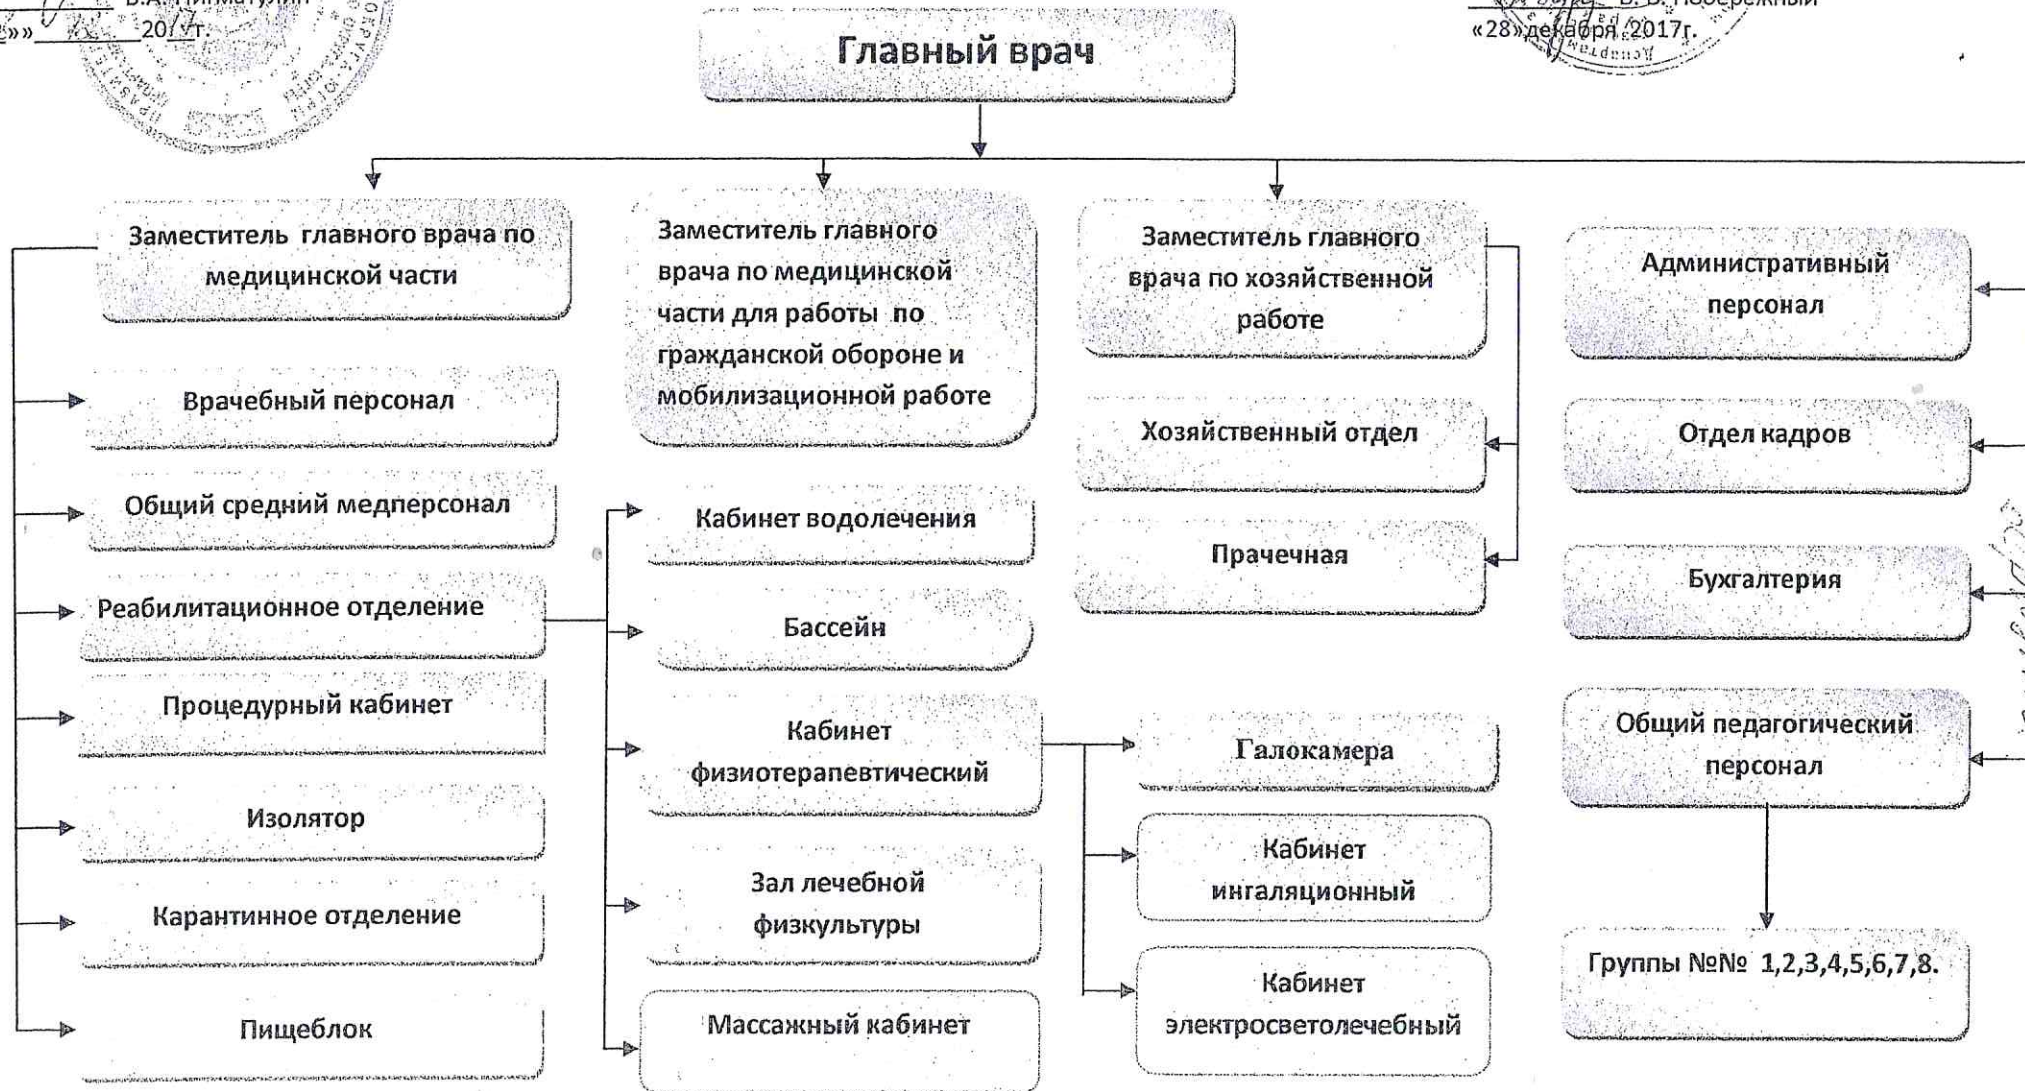 В.А. Нигматулин
20 г.
В. В. Побережный
«28» декабря 2017г.
Главный врач
Заместитель главного врача по
медицинской части
Врачебный персонал
Общий средний медперсонал
Реабилитационное отделение
Процедурный кабинет
Изолятор
Карантинное отделение
Пищеблок
Заместитель главного
врача по медицинской
части для работы по
гражданской обороне и
мобилизационной работе
Кабинет водолечения
Бассейн
Кабинет
физиотерапевтический
Зал лечебной
физкультуры
Массажный кабинет
Заместитель главного
врача по хозяйственной
работе
Хозяйственный отдел
Прачечная
Галокамера
Кабинет
ингаляционный
Кабинет
электросветолечебный
Административный
персонал
Отдел кадров
Бухгалтерия
Общий педагогический
персонал
Группы №№ 1,2,3,4,5,6,7,8.